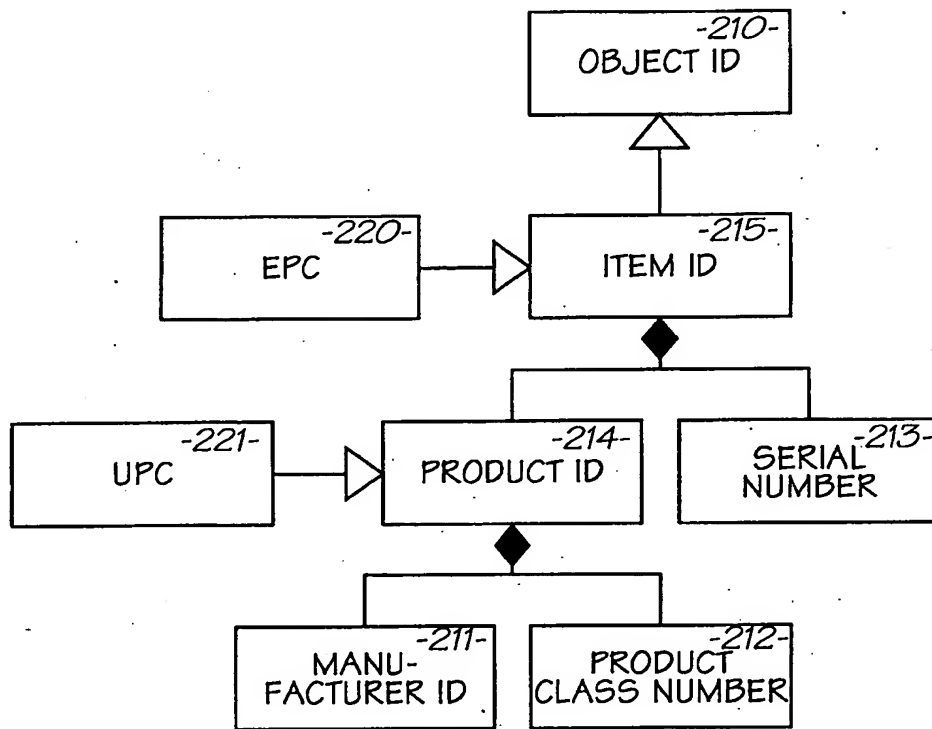 -210-
OBJECT ID
-220-
EPC
-215-
ITEM ID
-221-
UPC
-214-
PRODUCT ID
-213-
SERIAL
NUMBER
-211-
MANU-
FACTURER ID
-212-
PRODUCT
CLASS NUMBER